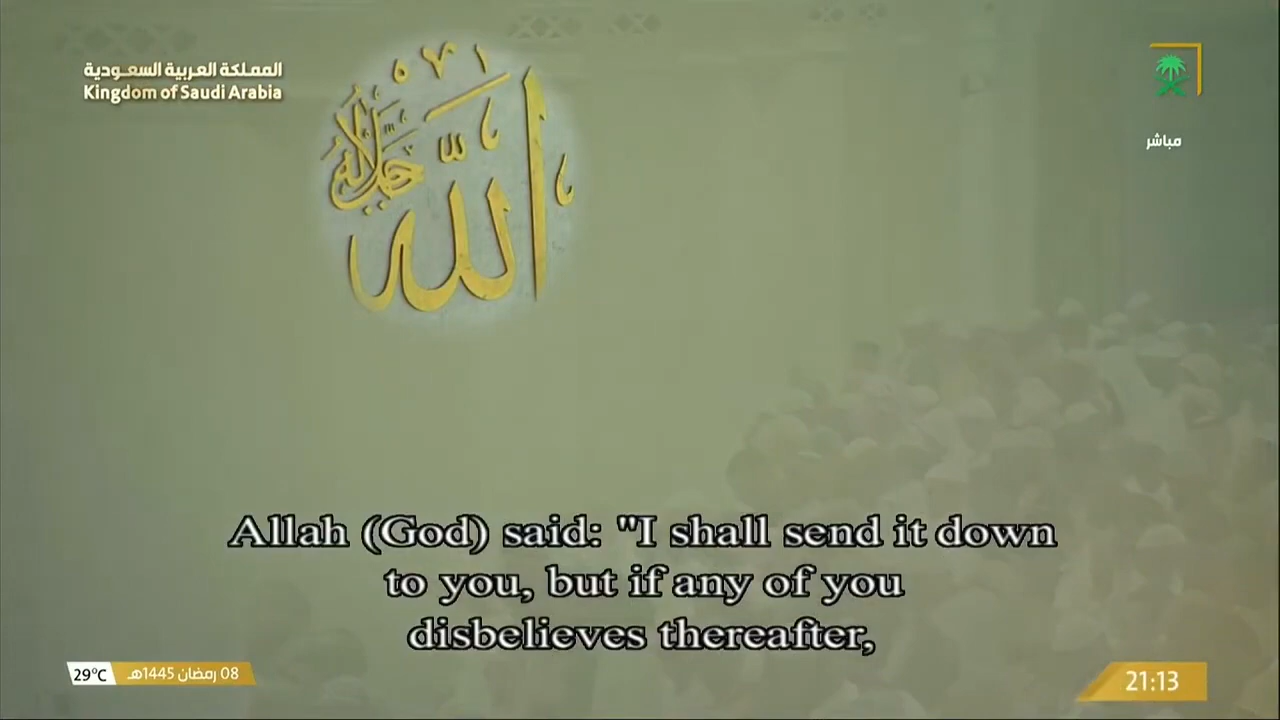 المملكة العربية السعودية
Kingdom of Saudi Arabia
الله
جل جلاله
مباشر
Allah (God) said: "I shall send it down
to you, but if any of you
disbelieves thereafter,
29°C
08 رمضان 1445هـ
21:13